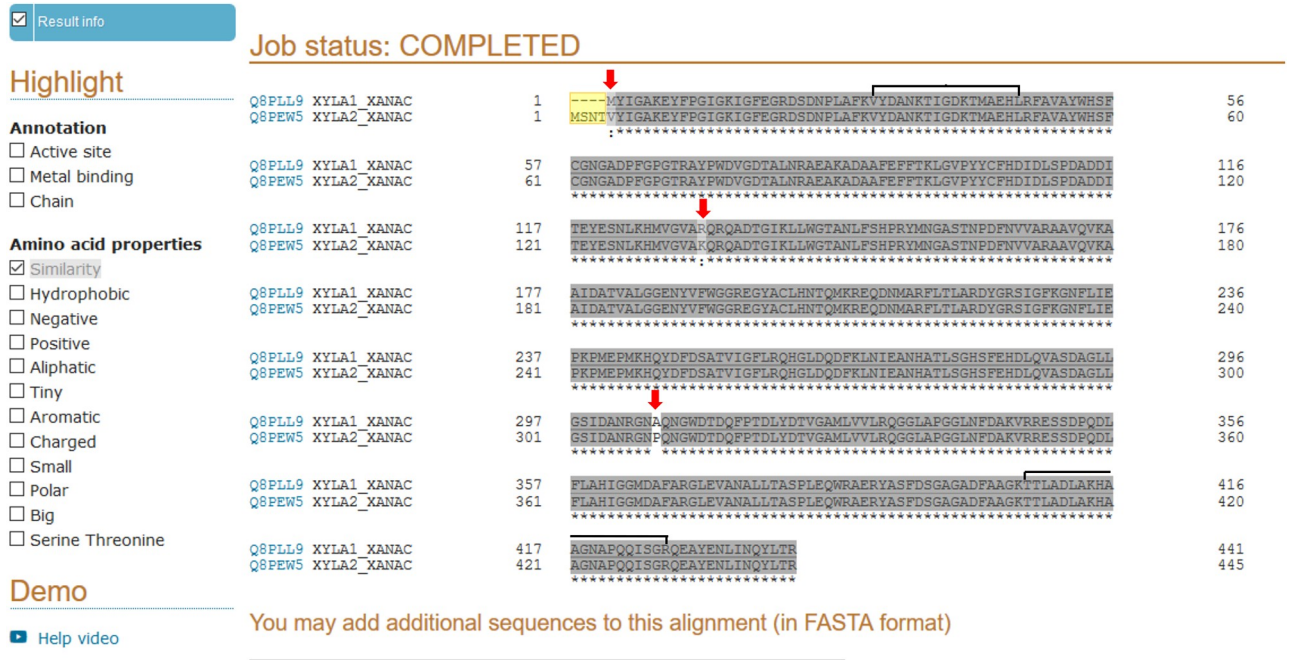 Result info
Highlight
Annotation
Active site
Metal binding
Chain
Amino acid properties
Similarity
Hydrophobic
Negative
Positive
Aliphatic
Tiny
Aromatic
Charged
Small
Polar
Big
Serine Threonine
Demo
Help video
Job status: COMPLETED
Q8PLL9 XYLA1_XANAC 1 ----MYIGAKEYFPGIGKIGFEGRDSDNPLAFKVYDANKTIGDKTMAEHLRFAVAYWHSF 56
Q8PEW5 XYLA2_XANAC 1 MSNTVYIGAKEYFPGIGKIGFEGRDSDNPLAFKVYDANKTIGDKTMAEHLRFAVAYWHSF 60
:*******************************************************
Q8PLL9 XYLA1_XANAC 57 CGNGADPFGPGTRAYPWDVGDTALNRAEAKADAAFEFFTKLGVPYYCFHDIDLSPDADDI 116
Q8PEW5 XYLA2_XANAC 61 CGNGADPFGPGTRAYPWDVGDTALNRAEAKADAAFEFFTKLGVPYYCFHDIDLSPDADDI 120
************************************************************
Q8PLL9 XYLA1_XANAC 117 TEYESNLKHMVGVARQRQADTGIKLLWGTANLFSHPRYMNGASTNPDFNVVARAAVQVKA 176
Q8PEW5 XYLA2_XANAC 121 TEYESNLKHMVGVAKQRQADTGIKLLWGTANLFSHPRYMNGASTNPDFNVVARAAVQVKA 180
**************:*********************************************
Q8PLL9 XYLA1_XANAC 177 AIDATVALGGENYVFWGGREGYACLHNTQMKREQDNMARFLTLARDYGRSIGFKGNFLIE 236
Q8PEW5 XYLA2_XANAC 181 AIDATVALGGENYVFWGGREGYACLHNTQMKREQDNMARFLTLARDYGRSIGFKGNFLIE 240
************************************************************
Q8PLL9 XYLA1_XANAC 237 PKPMEPMKHQYDFDSATVIGFLRQHGLDQDFKLNIEANHATLSGHSFEHDLQVASDAGLL 296
Q8PEW5 XYLA2_XANAC 241 PKPMEPMKHQYDFDSATVIGFLRQHGLDQDFKLNIEANHATLSGHSFEHDLQVASDAGLL 300
************************************************************
Q8PLL9 XYLA1_XANAC 297 GSIDANRGNAQNGWDTDQFPTDLYDTVGAMLVVLRQGGLAPGGLNFDAKVRRESSDPQDL 356
Q8PEW5 XYLA2_XANAC 301 GSIDANRGNPQNGWDTDQFPTDLYDTVGAMLVVLRQGGLAPGGLNFDAKVRRESSDPQDL 360
********* **************************************************
Q8PLL9 XYLA1_XANAC 357 FLAHIGGMDAFARGLEVANALLTASPLEQWRAERYASFDSGAGADFAAGKTTLADLAKHA 416
Q8PEW5 XYLA2_XANAC 361 FLAHIGGMDAFARGLEVANALLTASPLEQWRAERYASFDSGAGADFAAGKTTLADLAKHA 420
************************************************************
Q8PLL9 XYLA1_XANAC 417 AGNAPQQISGRQEAYENLINQYLTR 441
Q8PEW5 XYLA2_XANAC 421 AGNAPQQISGRQEAYENLINQYLTR 445
*************************
You may add additional sequences to this alignment (in FASTA format)